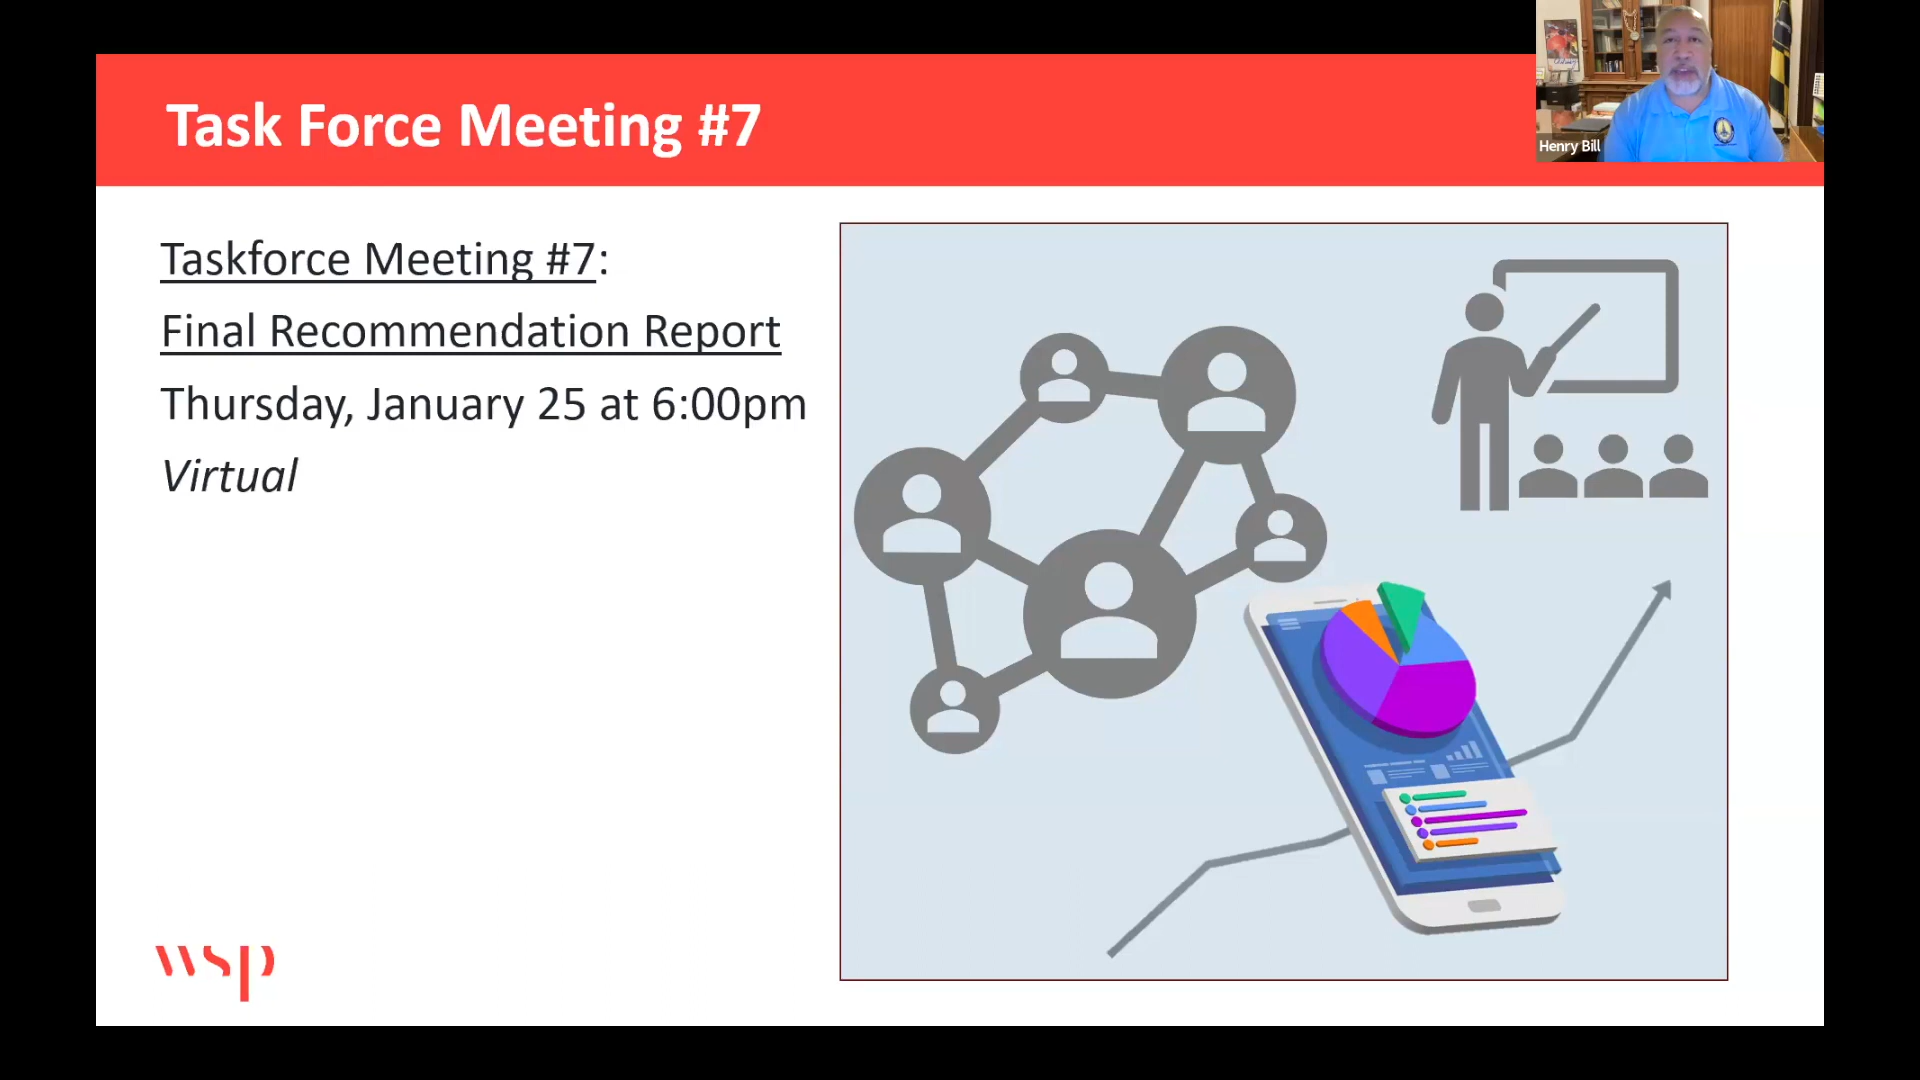 Task Force Meeting #7
Henry Bill
Taskforce Meeting #7:
Final Recommendation Report
Thursday, January 25 at 6:00pm
Virtual
wsp